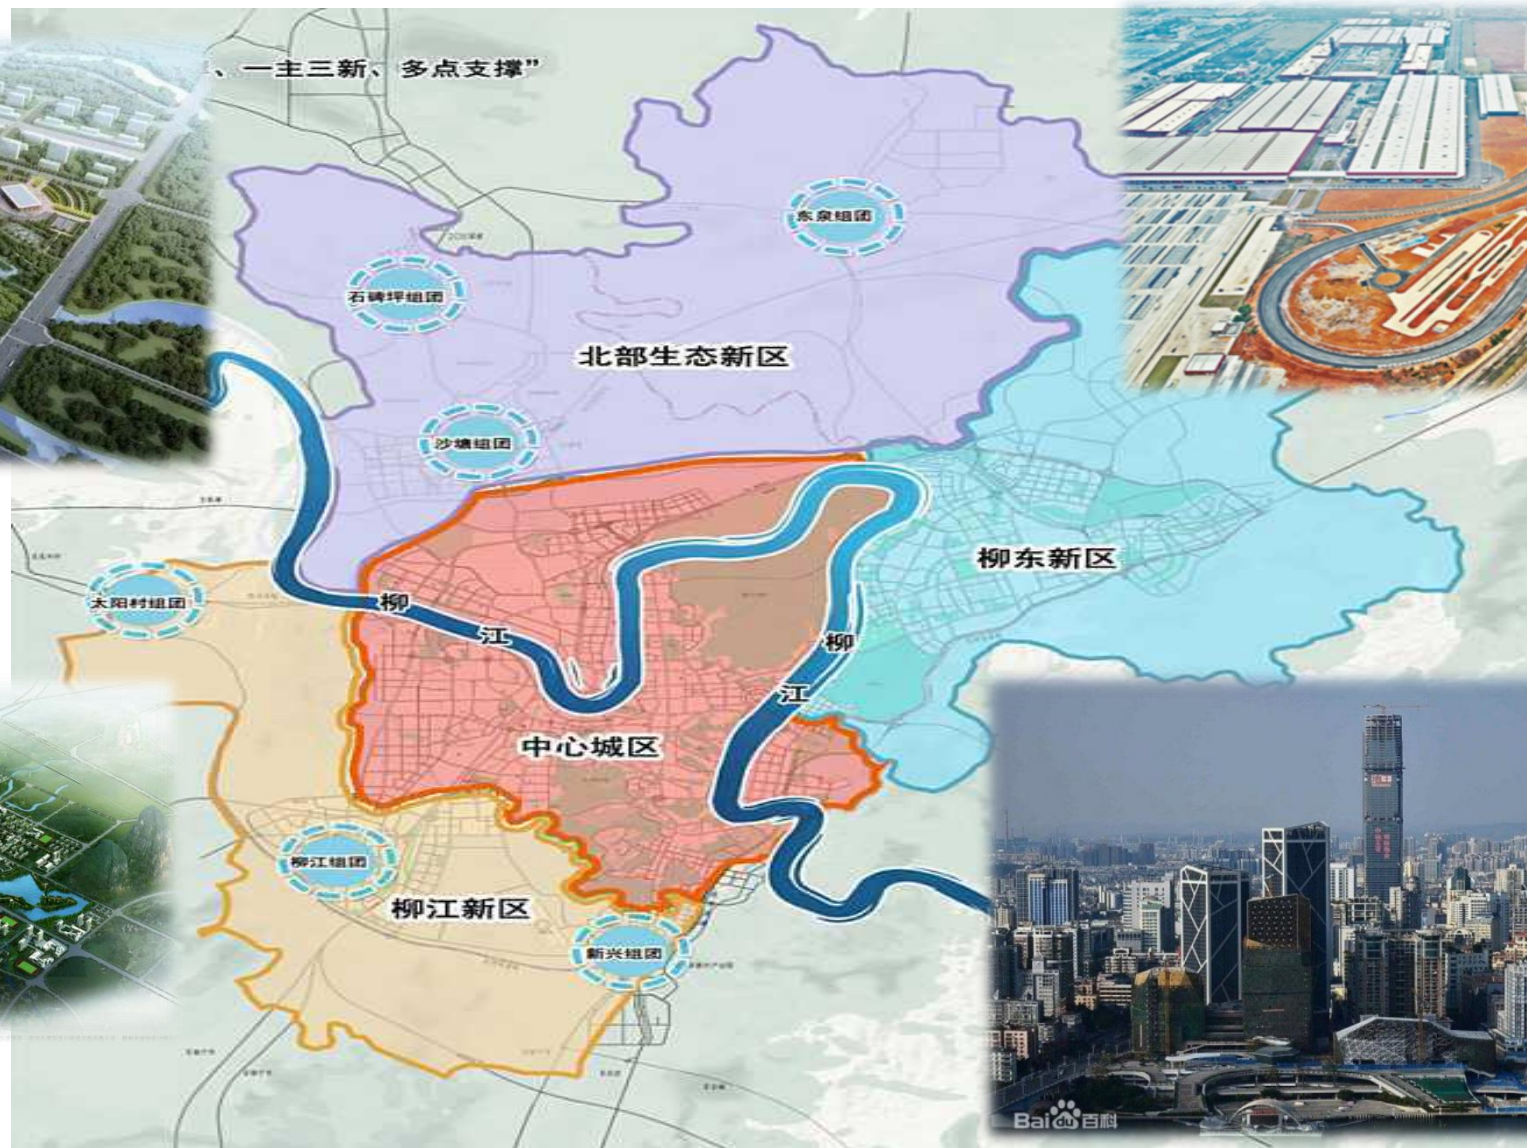 、一主三新、多点支撑”
东泉组团
石碑坪组团
北部生态新区
沙塘组团
柳东新区
太阳村组团
柳
江
柳
江
中心城区
柳江组团
柳江新区
新兴组团
Bai du 百科